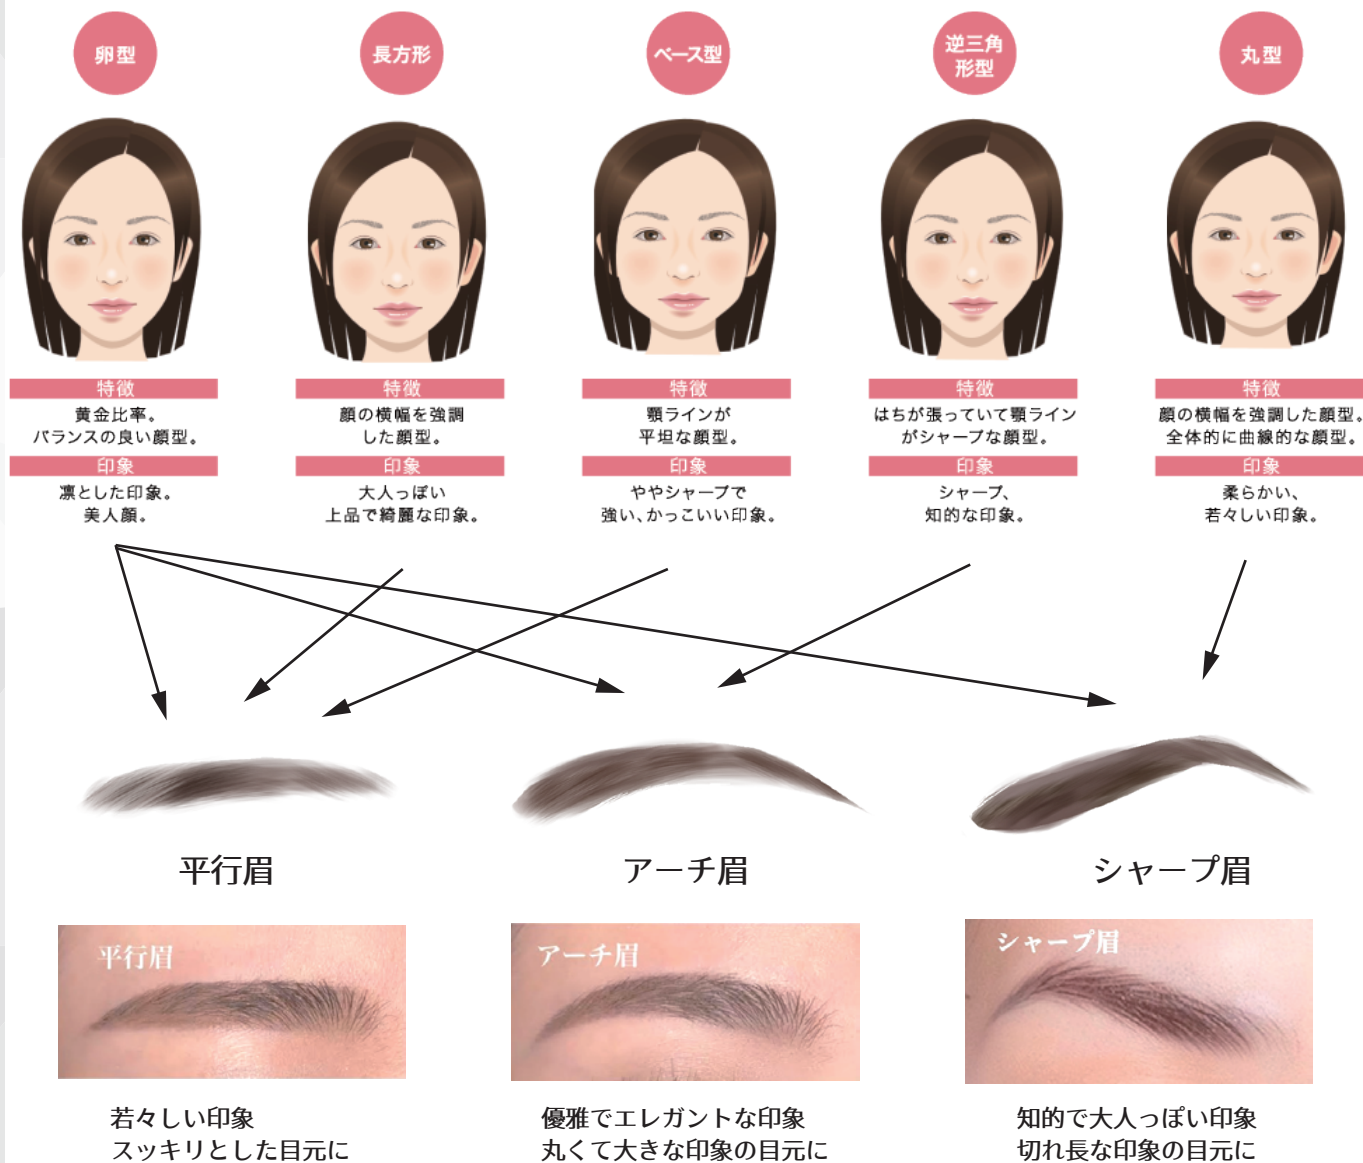 卵型
長方形
ベース型
逆三角
形型
丸型
特徴
黄金比率。
バランスの良い顔型。
印象
凛とした印象。
美人顔。
特徴
顔の横幅を強調
した顔型。
印象
大人っぽい
上品で綺麗な印象。
特徴
顎ラインが
平坦な顔型。
印象
ややシャープで
強い、かっこいい印象。
特徴
はちが張っていて顎ライン
がシャープな顔型。
印象
シャープ、
知的な印象。
特徴
顔の横幅を強調した顔型。
全体的に曲線的な顔型。
印象
柔らかい、
若々しい印象。
平行眉
アーチ眉
シャープ眉
平行眉
アーチ眉
シャープ眉
若々しい印象
スッキリとした目元に
優雅でエレガントな印象
丸くて大きな印象の目元に
知的で大人っぽい印象
切れ長な印象の目元に